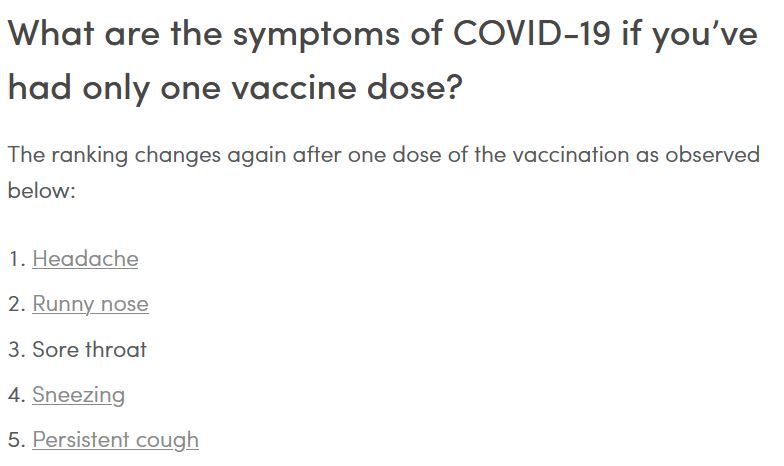 What are the symptoms of COVID-19 if you’ve
had only one vaccine dose?
The ranking changes again after one dose of the vaccination as observed
below:
1. Headache
2. Runny nose
3. Sore throat
4. Sneezing
5. Persistent cough